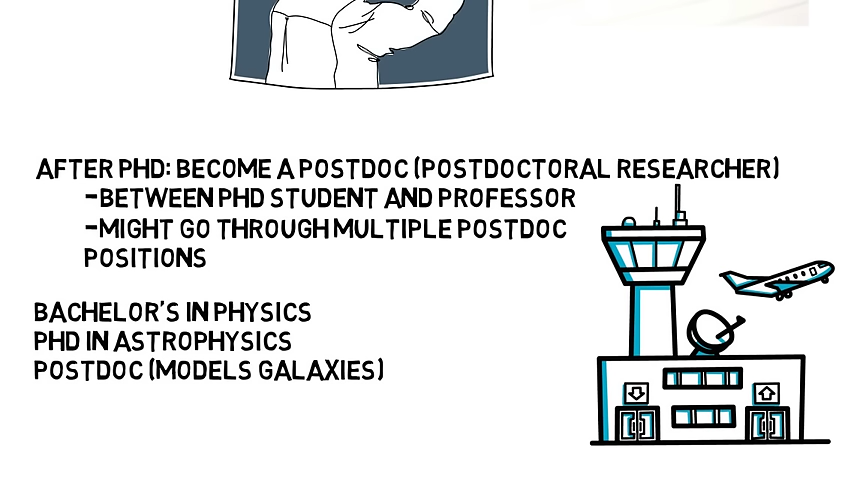 AFTER PHD: BECOME A POSTDOC (POSTDOCTORAL RESEARCHER)
-BETWEEN PHD STUDENT AND PROFESSOR
-MIGHT GO THROUGH MULTIPLE POSTDOC
POSITIONS
BACHELOR'S IN PHYSICS
PHD IN ASTROPHYSICS
POSTDOC (MODELS GALAXIES)